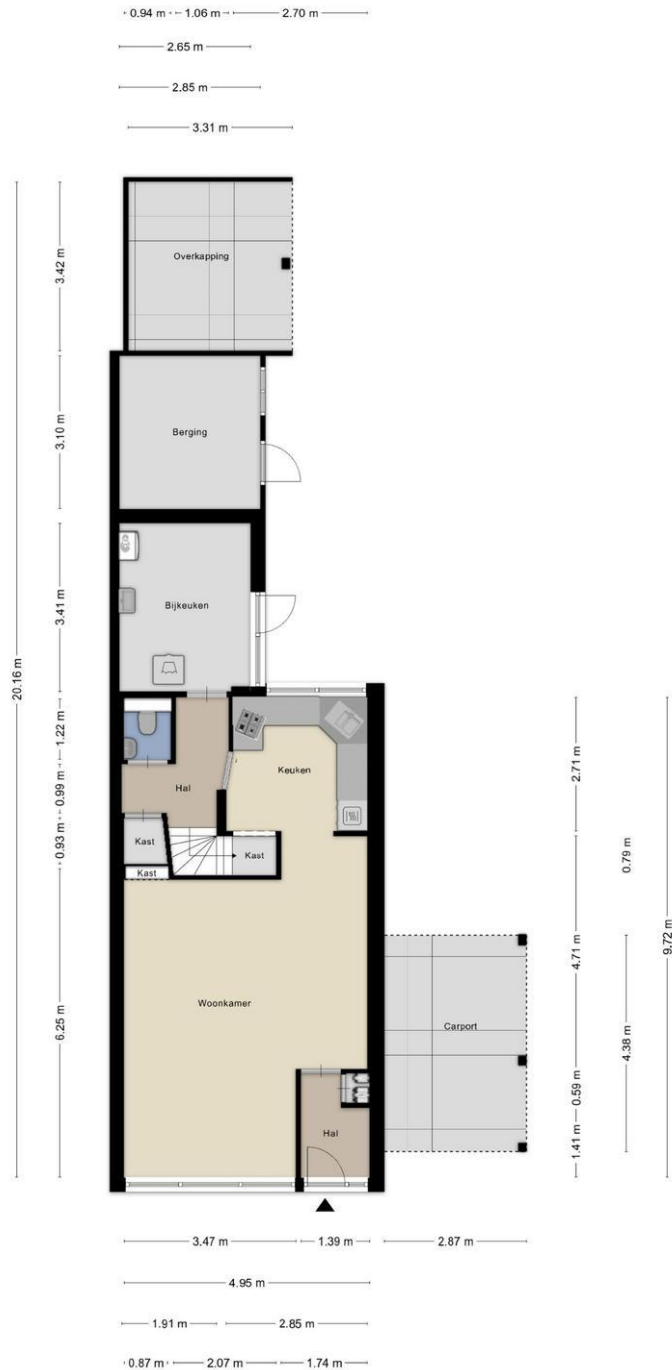 0.94 m 1.06 m 2.70 m
2.65 m
2.85 m
3.31 m
3.42 m
Overkapping
3.10 m
Berging
20.16 m
3.41 m
Bijkeuken
1.22 m
2.71 m
Keuken
0.99 m
Hal
0.93 m
Kast
Kast
Kast
0.79 m
4.71 m
9.72 m
6.25 m
Woonkamer
Carport
4.38 m
0.59 m
Hal
1.41 m
3.47 m 1.39 m 2.87 m
4.95 m
1.91 m 2.85 m
0.87 m 2.07 m 1.74 m